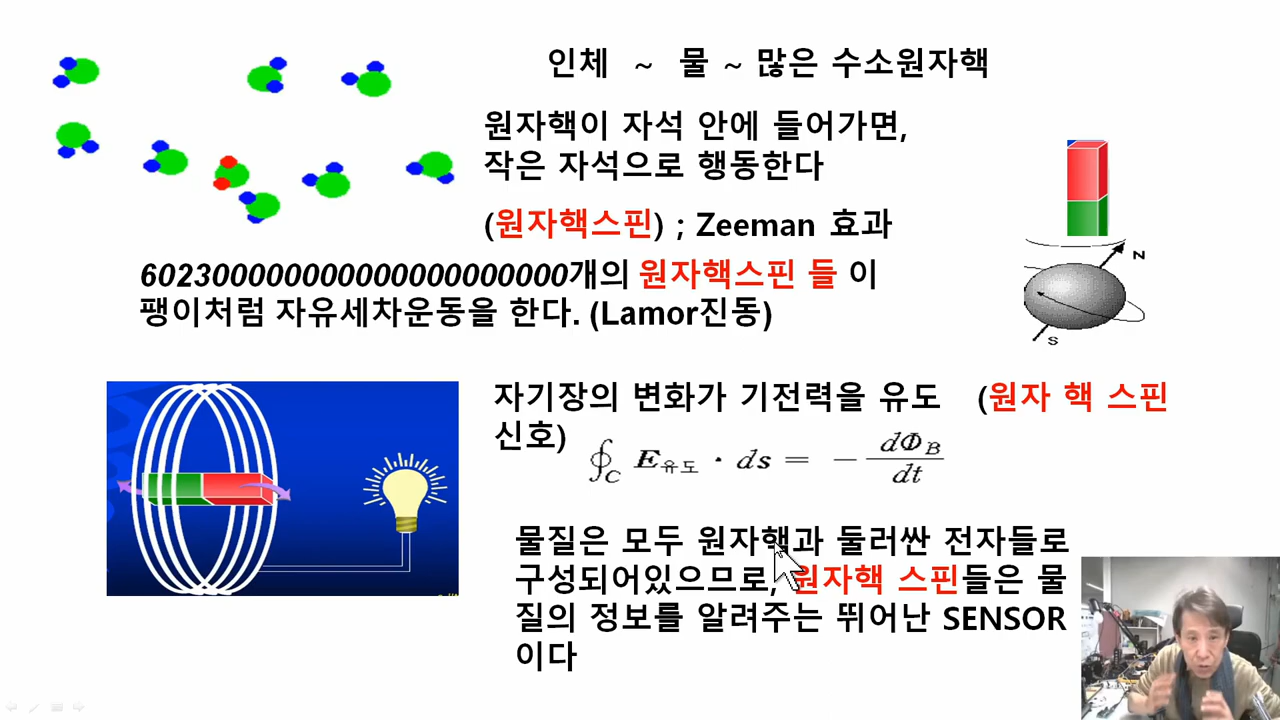 인체 ~ 물 ~ 많은 수소원자핵
원자핵이 자석 안에 들어가면,
작은 자석으로 행동한다
(원자핵스핀) ; Zeeman 효과
602300000000000000000000개의 원자핵스핀 들 이
팽이처럼 자유세차운동을 한다. (Lamor진동)
N
S
자기장의 변화가 기전력을 유도 (원자 핵 스핀
신호)
∮_C E유도 · ds = − dΦ_B / dt
물질은 모두 원자핵과 둘러싼 전자들로
구성되어있으므로, 원자핵 스핀들은 물
질의 정보를 알려주는 뛰어난 SENSOR
이다